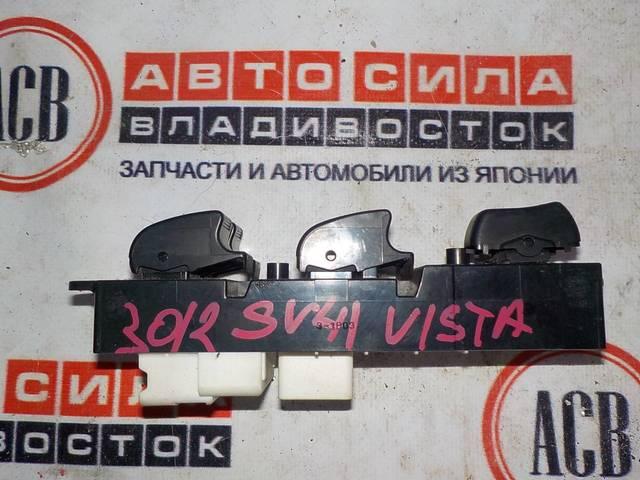 АСВ
АВТОСИЛА
ВЛАДИВОСТОК
ЗАПЧАСТИ И АВТОМОБИЛИ ИЗ ЯПОНИИ
3012 SV41 VISTA
СИЛА
ВОСТОК
АСВ